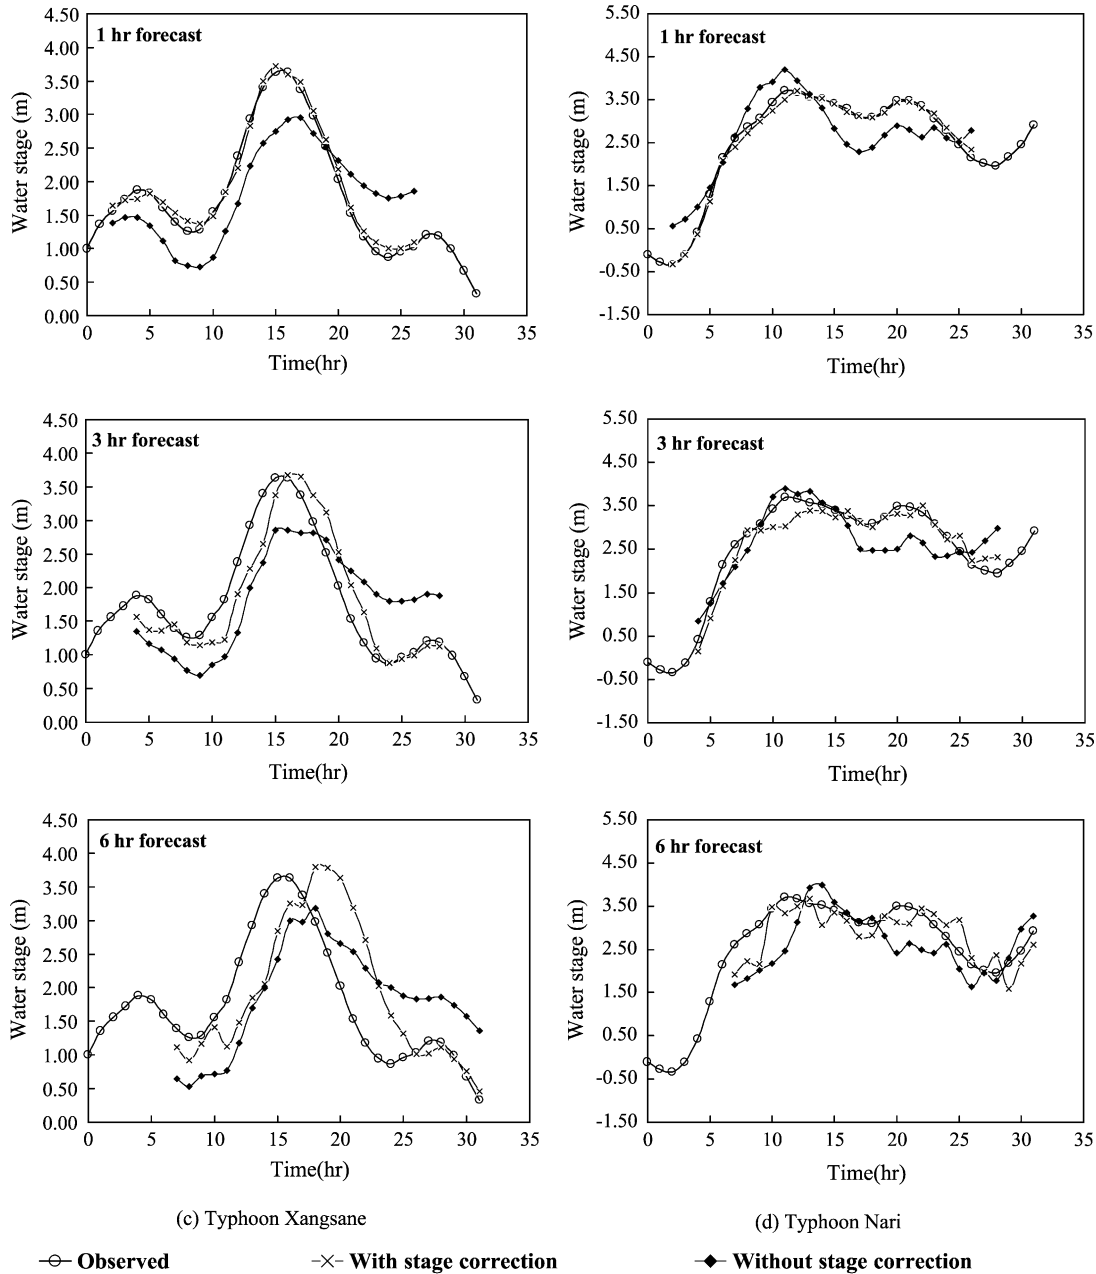 1 hr forecast
Water stage (m)
4.50
4.00
3.50
3.00
2.50
2.00
1.50
1.00
0.50
0.00
0 5 10 15 20 25 30 35
Time(hr)
1 hr forecast
Water stage (m)
5.50
4.50
3.50
2.50
1.50
0.50
-0.50
-1.50
0 5 10 15 20 25 30 35
Time(hr)
3 hr forecast
Water stage (m)
4.50
4.00
3.50
3.00
2.50
2.00
1.50
1.00
0.50
0.00
0 5 10 15 20 25 30 35
Time(hr)
3 hr forecast
Water stage (m)
5.50
4.50
3.50
2.50
1.50
0.50
-0.50
-1.50
0 5 10 15 20 25 30 35
Time(hr)
6 hr forecast
Water stage (m)
4.50
4.00
3.50
3.00
2.50
2.00
1.50
1.00
0.50
0.00
0 5 10 15 20 25 30 35
Time(hr)
6 hr forecast
Water stage (m)
5.50
4.50
3.50
2.50
1.50
0.50
-0.50
-1.50
0 5 10 15 20 25 30 35
Time(hr)
(c) Typhoon Xangsane
(d) Typhoon Nari
Observed With stage correction Without stage correction